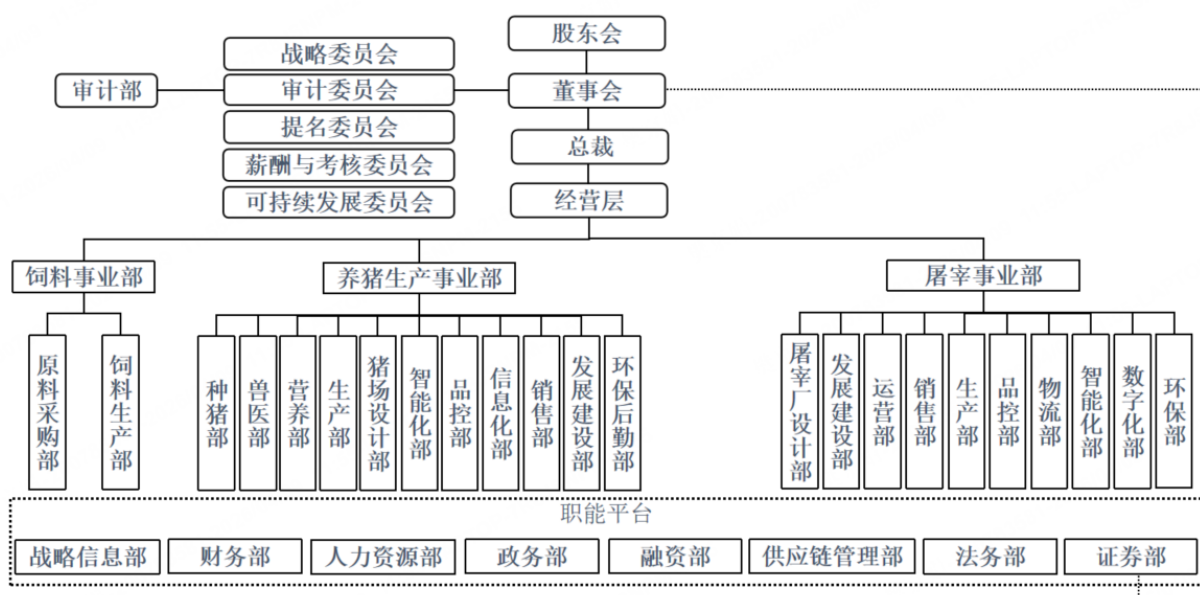 股东会
战略委员会
审计部
审计委员会
董事会
提名委员会
总裁
薪酬与考核委员会
可持续发展委员会
经营层
饲料事业部
养猪生产事业部
屠宰事业部
原料采购部
饲料生产部
种猪部
兽医部
营养部
生产部
猪场设计部
智能化部
品控部
信息化部
销售部
发展建设部
环保后勤部
屠宰厂设计部
发展建设部
运营部
销售部
生产部
品控部
物流部
智能化部
数字化部
环保部
职能平台
战略信息部
财务部
人力资源部
政务部
融资部
供应链管理部
法务部
证券部